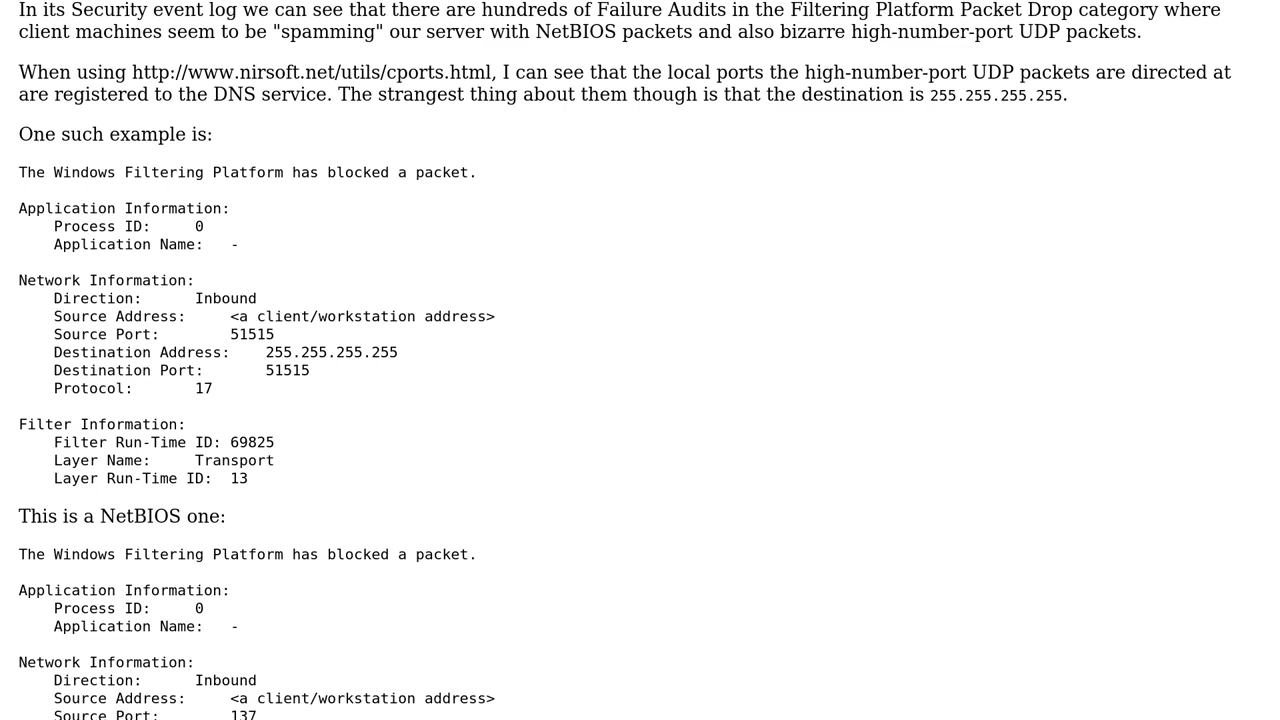 In its Security event log we can see that there are hundreds of Failure Audits in the Filtering Platform Packet Drop category where
client machines seem to be "spamming" our server with NetBIOS packets and also bizarre high-number-port UDP packets.
When using http://www.nirsoft.net/utils/cports.html, I can see that the local ports the high-number-port UDP packets are directed at
are registered to the DNS service. The strangest thing about them though is that the destination is 255.255.255.255.
One such example is:
The Windows Filtering Platform has blocked a packet.
Application Information:
    Process ID:     0
    Application Name:   -
Network Information:
    Direction:      Inbound
    Source Address:     <a client/workstation address>
    Source Port:        51515
    Destination Address:    255.255.255.255
    Destination Port:       51515
    Protocol:       17
Filter Information:
    Filter Run-Time ID: 69825
    Layer Name:     Transport
    Layer Run-Time ID:  13
This is a NetBIOS one:
The Windows Filtering Platform has blocked a packet.
Application Information:
    Process ID:     0
    Application Name:   -
Network Information:
    Direction:      Inbound
    Source Address:     <a client/workstation address>
    Source Port:        137